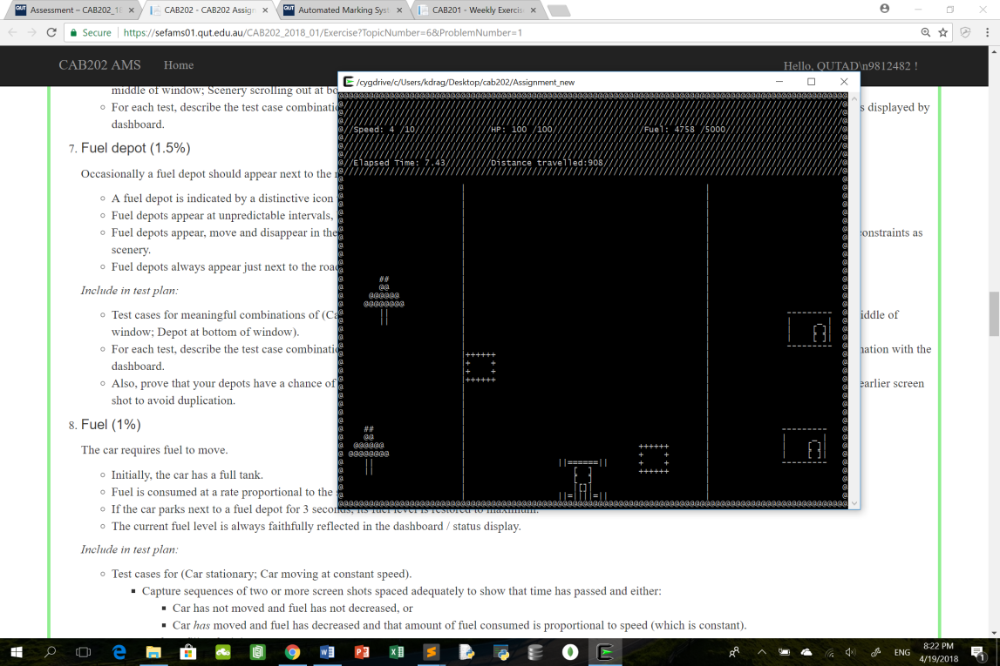 Assessment – CAB202_1
CAB202 - CAB202 Assign
Automated Marking Syst
CAB201 - Weekly Exercis
Secure
https://sefams01.qut.edu.au/CAB202_2018_01/Exercise?TopicNumber=6&ProblemNumber=1
CAB202 AMS
Home
Hello, QUTAD\n9812482 !
middle of window; Scenery scrolling out at bo
For each test, describe the test case combinatio
s displayed by
dashboard.
7. Fuel depot (1.5%)
Occasionally a fuel depot should appear next to the
A fuel depot is indicated by a distinctive icon
Fuel depots appear at unpredictable intervals,
Fuel depots appear, move and disappear in the
constraints as
scenery.
Fuel depots always appear just next to the road
Include in test plan:
Test cases for meaningful combinations of (Ca
iddle of
window; Depot at bottom of window).
For each test, describe the test case combinatio
nation with the
dashboard.
Also, prove that your depots have a chance of
earlier screen
shot to avoid duplication.
8. Fuel (1%)
The car requires fuel to move.
Initially, the car has a full tank.
Fuel is consumed at a rate proportional to the
If the car parks next to a fuel depot for 3 seconds, its fuel level is restored to maximum.
The current fuel level is always faithfully reflected in the dashboard / status display.
Include in test plan:
Test cases for (Car stationary; Car moving at constant speed).
Capture sequences of two or more screen shots spaced adequately to show that time has passed and either:
Car has not moved and fuel has not decreased, or
Car has moved and fuel has decreased and that amount of fuel consumed is proportional to speed (which is constant).
/cygdrive/c/Users/kdrag/Desktop/cab202/Assignment_new
Speed: 4 /10
HP: 100 /100
Fuel: 4758 /5000
Elapsed Time: 7.43
Distance travelled:908
ENG
8:22 PM
4/19/2018
1